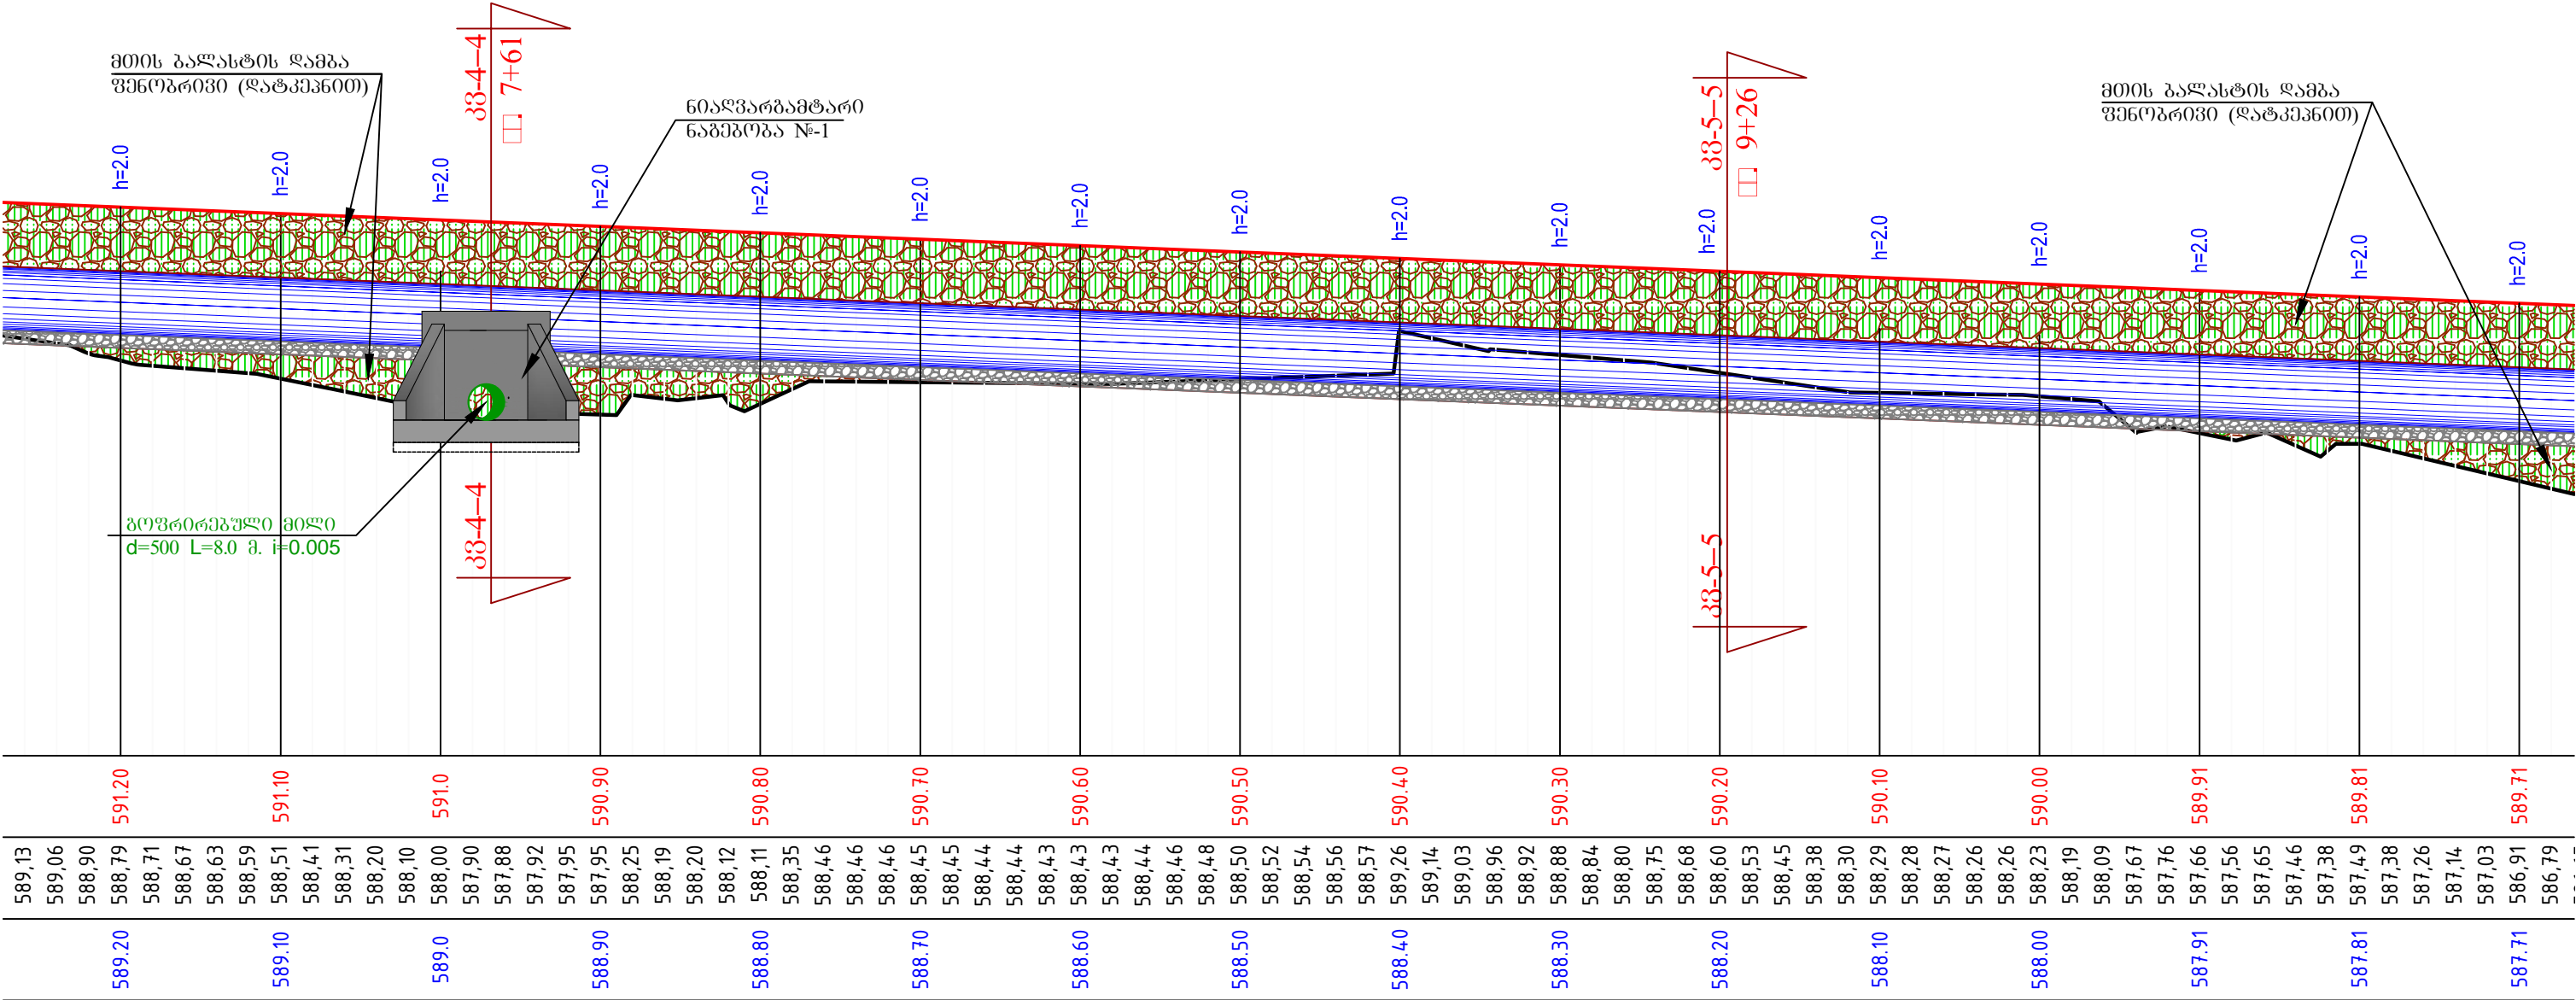 კვ-4–4
7+61
მთის ბალასტის დამბა
ფენობრივი (დატკეპნით)
ნიაღვარგამტარი
ნაგებობა №-1
კვ-5–5
9+26
მთის ბალასტის დამბა
ფენობრივი (დატკეპნით)
h=2.0 h=2.0 h=2.0 h=2.0 h=2.0 h=2.0 h=2.0 h=2.0 h=2.0 h=2.0 h=2.0 h=2.0 h=2.0 h=2.0 h=2.0 h=2.0
გოფრირებული მილი
d=500 L=8.0 მ. i=0.005
კვ-4–4
კვ-5–5
591.20 591.10 591.0 590.90 590.80 590.70 590.60 590.50 590.40 590.30 590.20 590.10 590.00 589.91 589.81 589.71
589,13 589,06 588,90 588,79 588,71 588,67 588,63 588,59 588,51 588,41 588,31 588,20 588,10 588,00 587,90 587,88 587,92 587,95 587,95 588,25 588,19 588,20 588,12 588,11 588,35 588,46 588,46 588,46 588,45 588,45 588,44 588,44 588,43 588,43 588,43 588,44 588,46 588,48 588,50 588,52 588,54 588,56 588,57 589,26 589,14 589,03 588,96 588,92 588,88 588,84 588,80 588,75 588,68 588,60 588,53 588,45 588,38 588,30 588,29 588,28 588,27 588,26 588,26 588,23 588,19 588,09 587,67 587,76 587,66 587,56 587,65 587,46 587,38 587,49 587,38 587,26 587,14 587,03 586,91 586,79
589.20 589.10 589.0 588.90 588.80 588.70 588.60 588.50 588.40 588.30 588.20 588.10 588.00 587.91 587.81 587.71